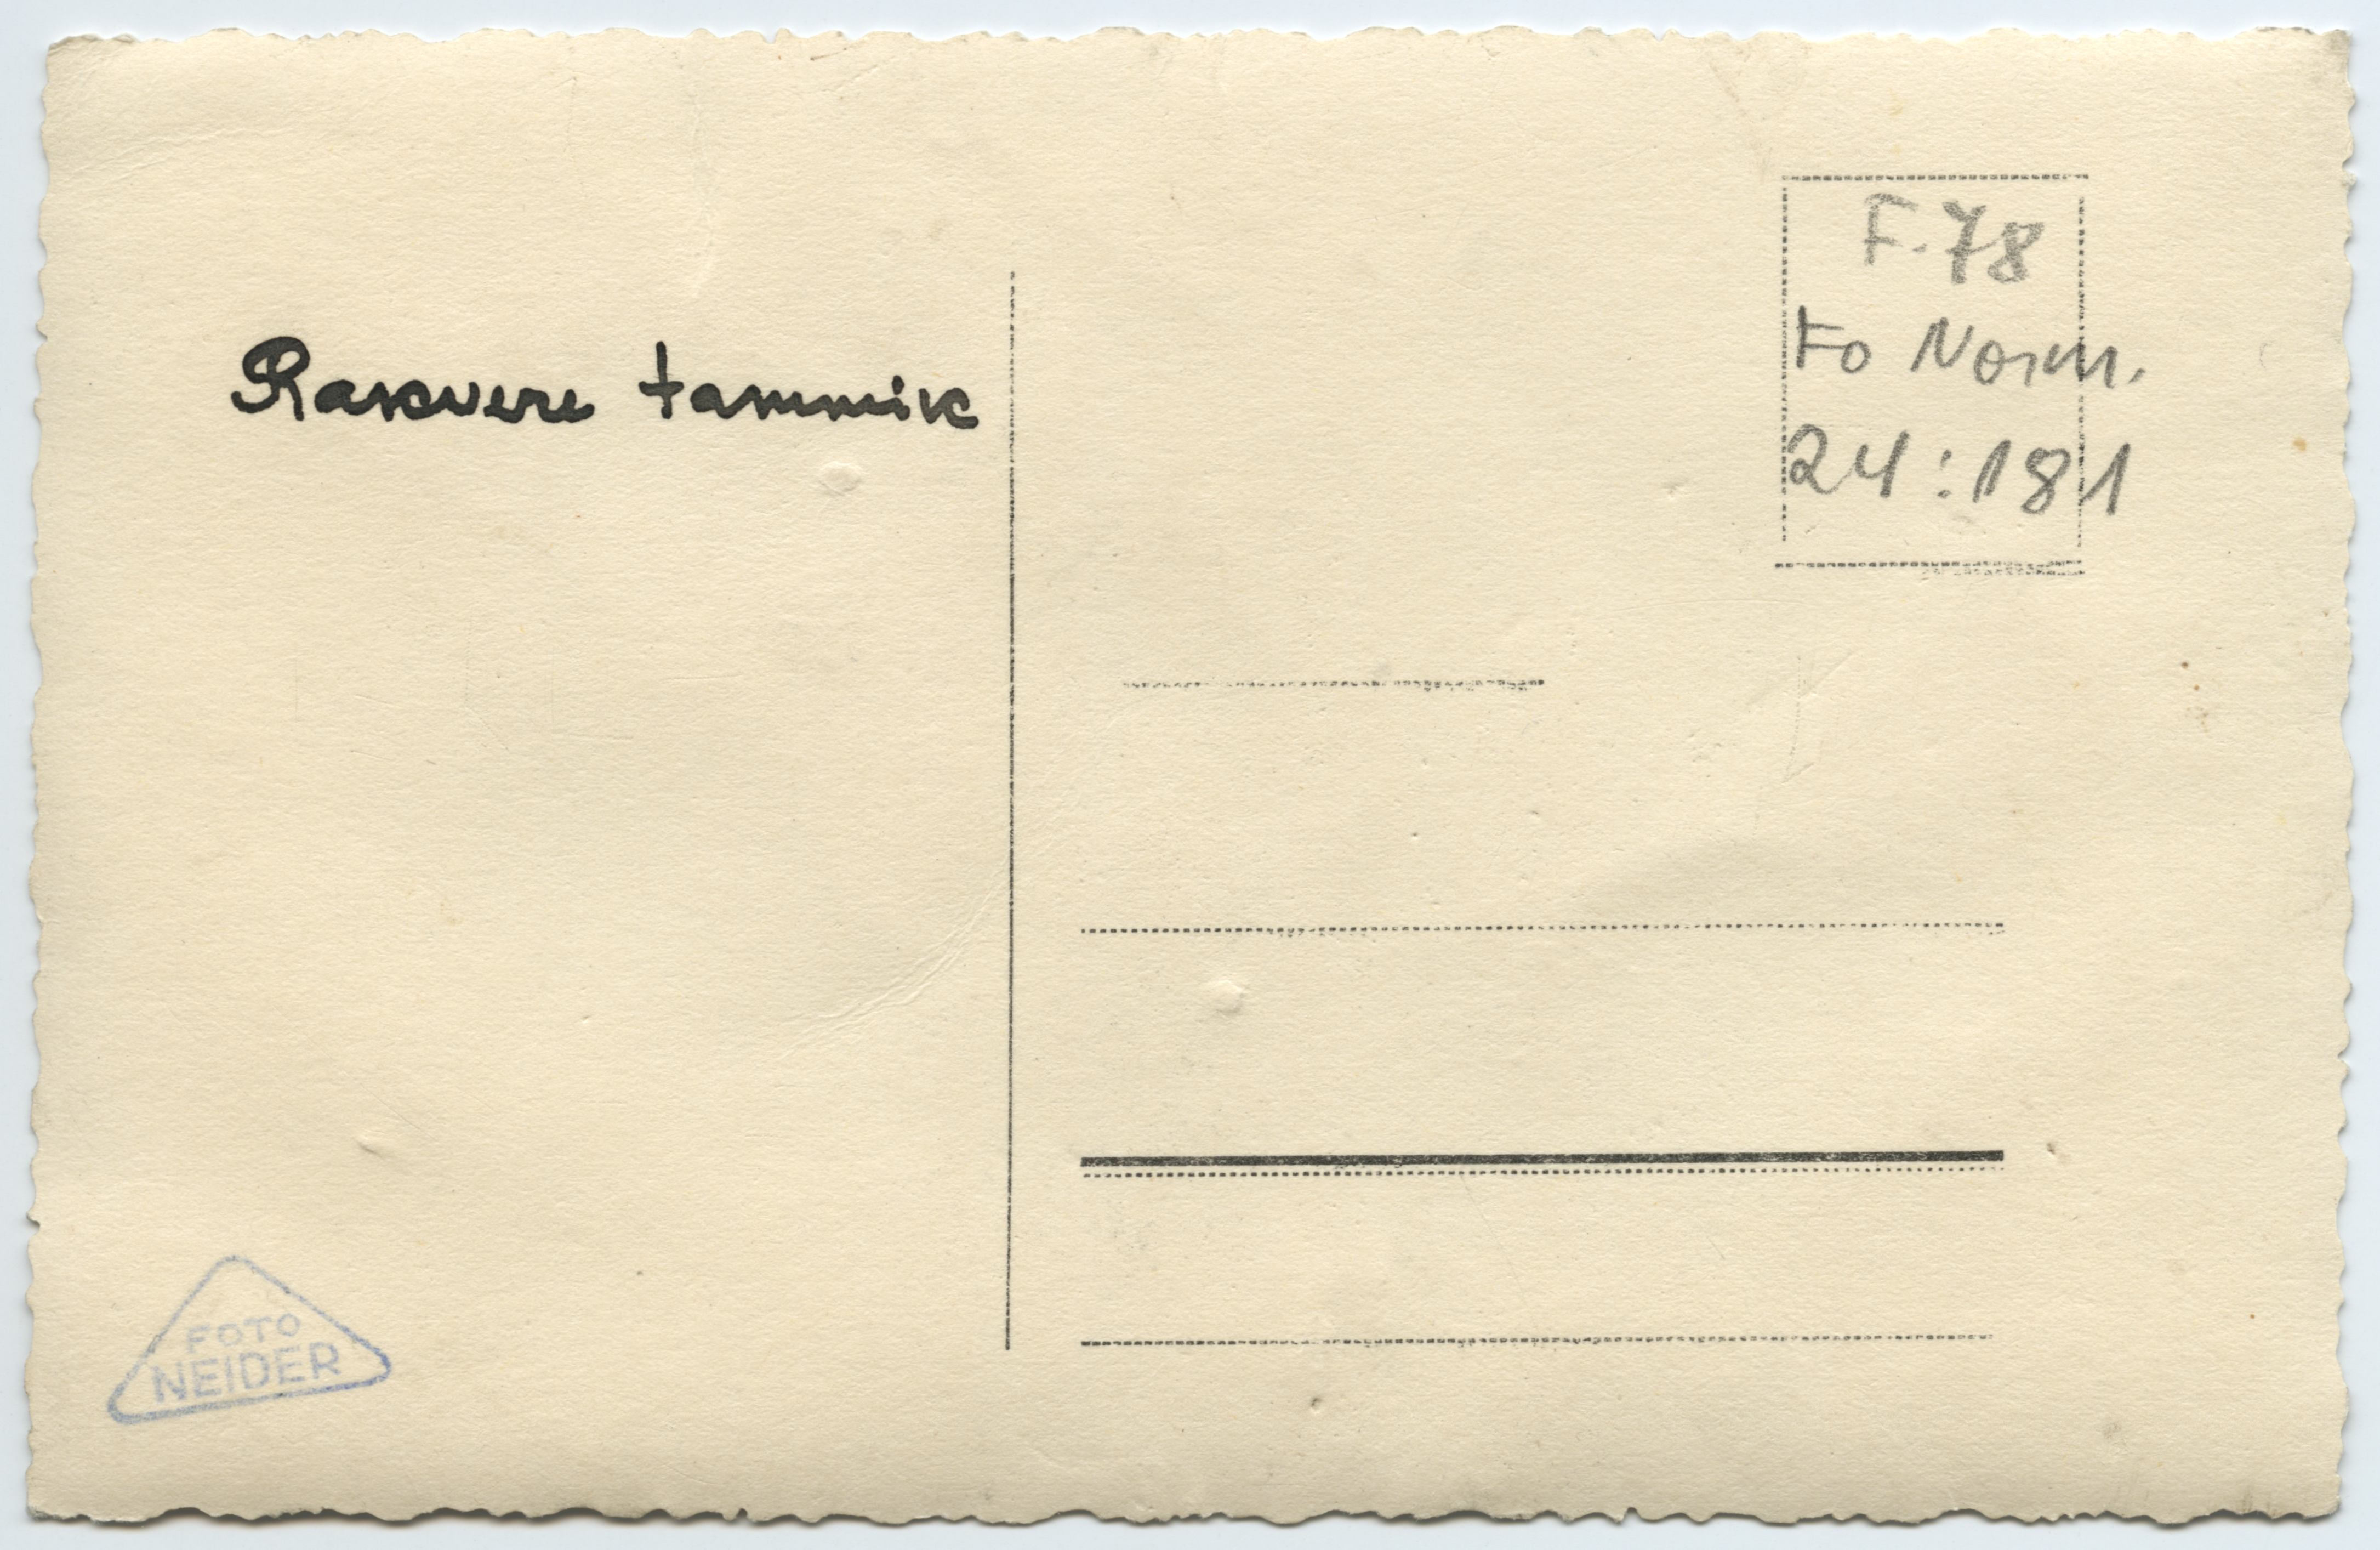 Rakvere tammik
F. 78
Fo Norm.
24:181
FOTO
NEIDER